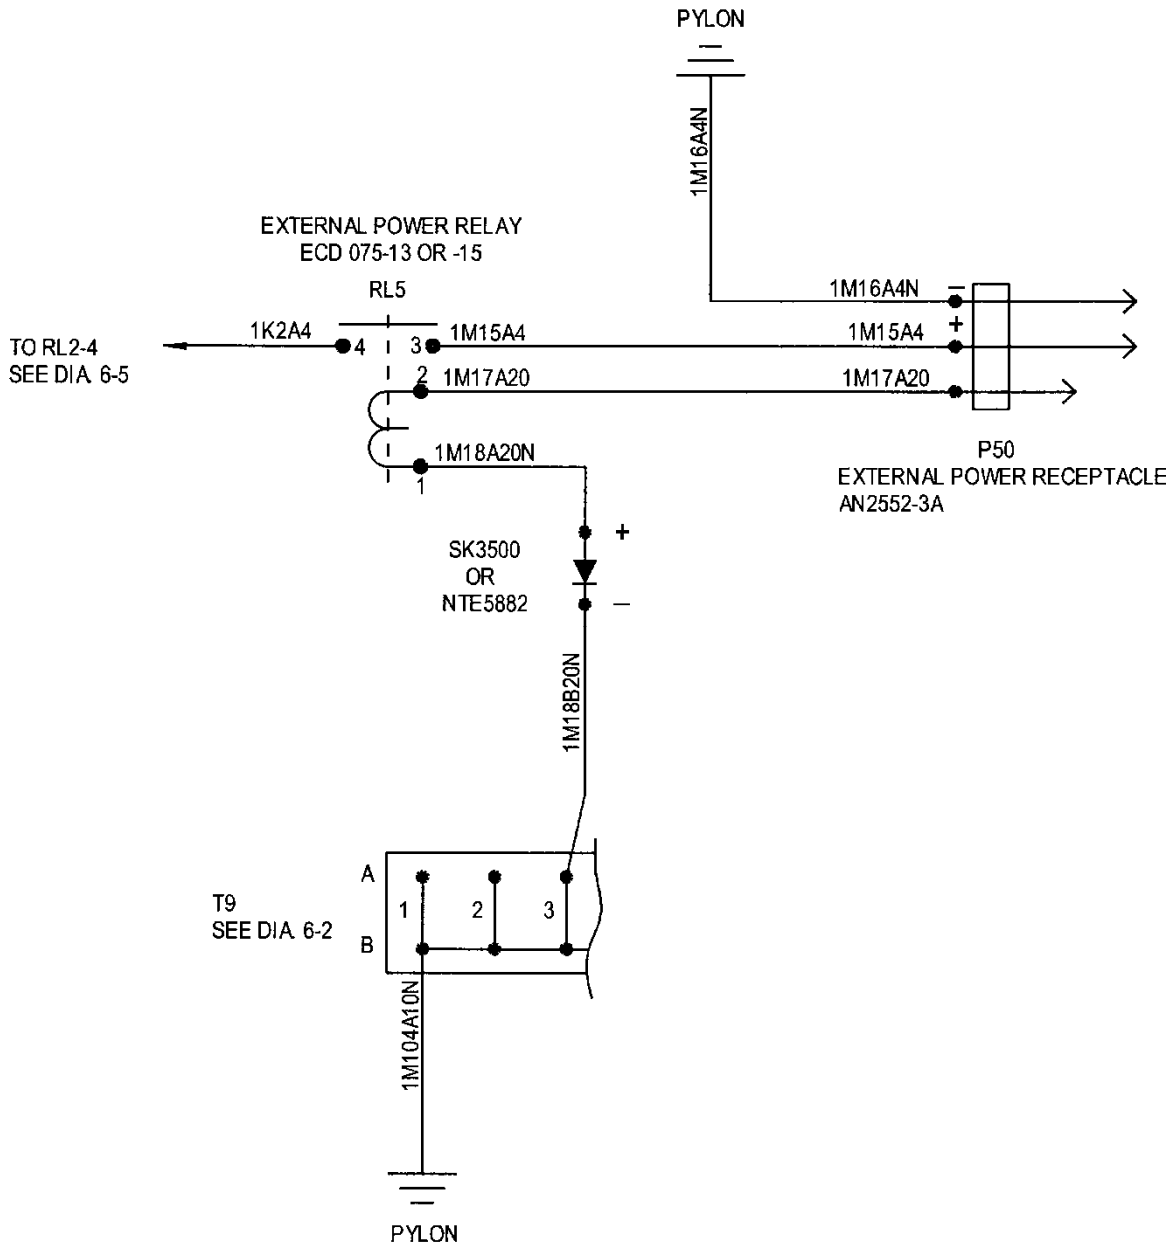 PYLON
1M16A4N
EXTERNAL POWER RELAY
ECD 075-13 OR -15
RL5
1M16A4N
−
+
1K2A4
1M15A4
1M15A4
TO RL2-4
SEE DIA. 6-5
4
3
2
1M17A20
1M17A20
P50
EXTERNAL POWER RECEPTACLE
AN2552-3A
1M18A20N
1
+
SK3500
OR
NTE5882
−
1M18B20N
A
T9
SEE DIA. 6-2
1
2
3
B
1M104A10N
PYLON